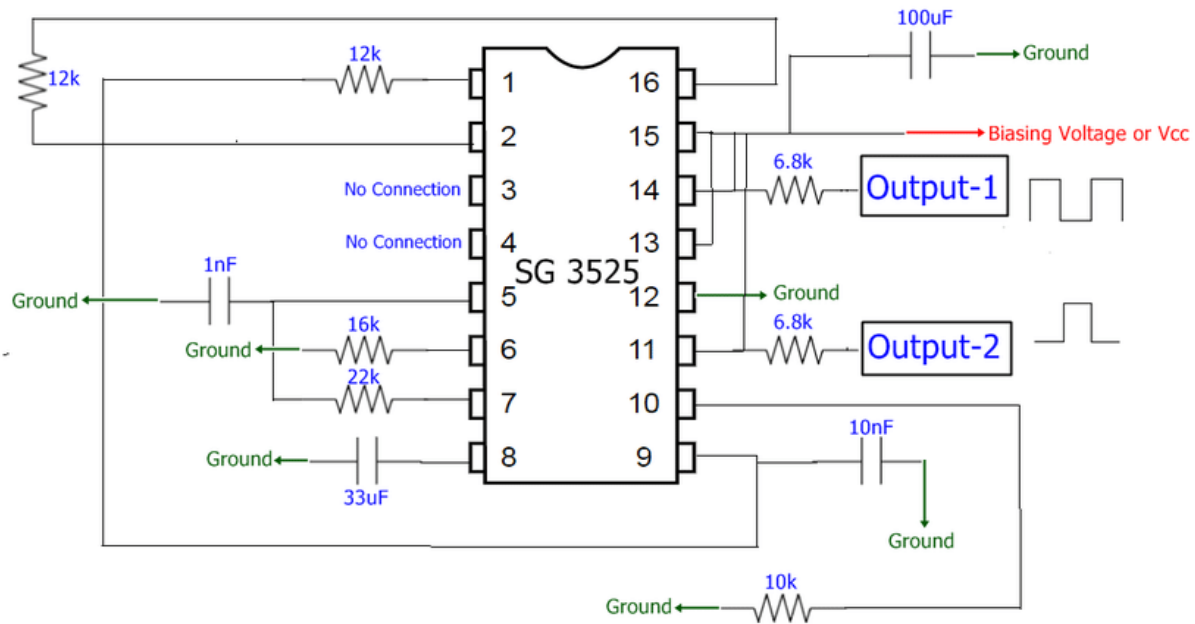 100uF
Ground
12k
12k
1
16
2
15
Biasing Voltage or Vcc
6.8k
No Connection
3
14
Output-1
No Connection
4
13
SG 3525
1nF
Ground
5
12
Ground
16k
6.8k
Ground
6
11
Output-2
22k
7
10
10nF
Ground
8
9
33uF
Ground
10k
Ground